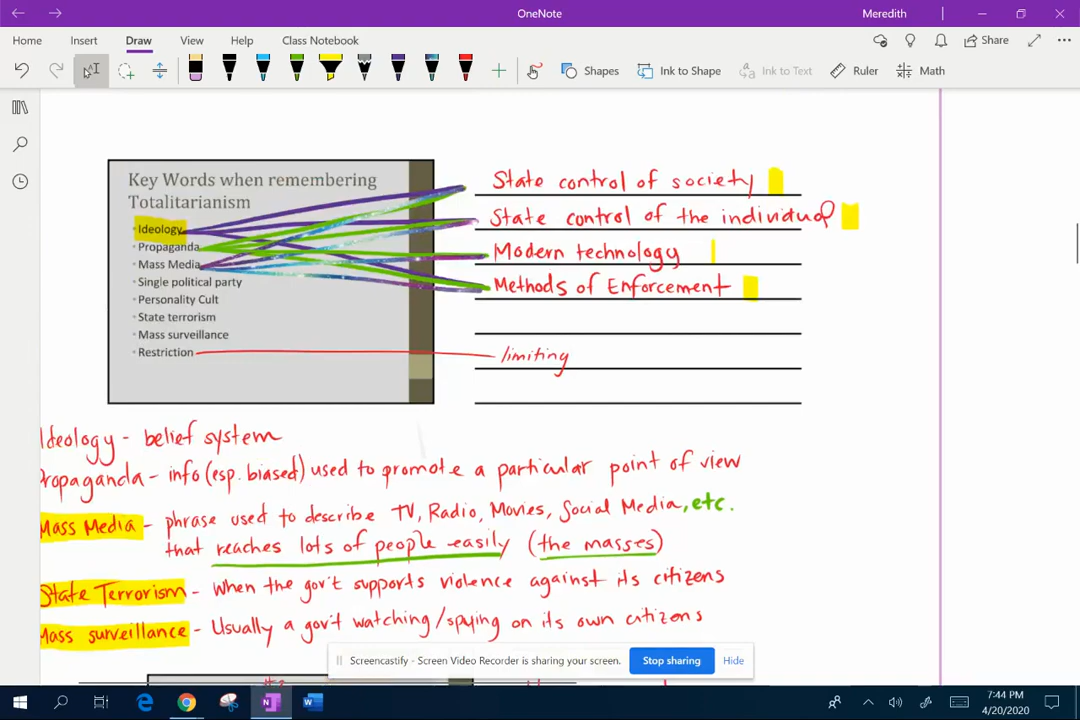 OneNote
Meredith
Home Insert Draw View Help Class Notebook
Share
Shapes Ink to Shape Ink to Text Ruler Math
Key Words when remembering
Totalitarianism
• Ideology
• Propaganda
• Mass Media
• Single political party
• Personality Cult
• State terrorism
• Mass surveillance
• Restriction
State control of society
State control of the individual
Modern technology
Methods of Enforcement
limiting
Ideology - belief system
Propaganda - info (esp. biased) used to promote a particular point of view
Mass Media - phrase used to describe TV, Radio, Movies, Social Media, etc.
that reaches lots of people easily (the masses)
State Terrorism - When the gov't supports violence against its citizens
Mass surveillance - Usually a gov't watching/spying on its own citizens
Screencastify - Screen Video Recorder is sharing your screen. Stop sharing Hide
7:44 PM
4/20/2020